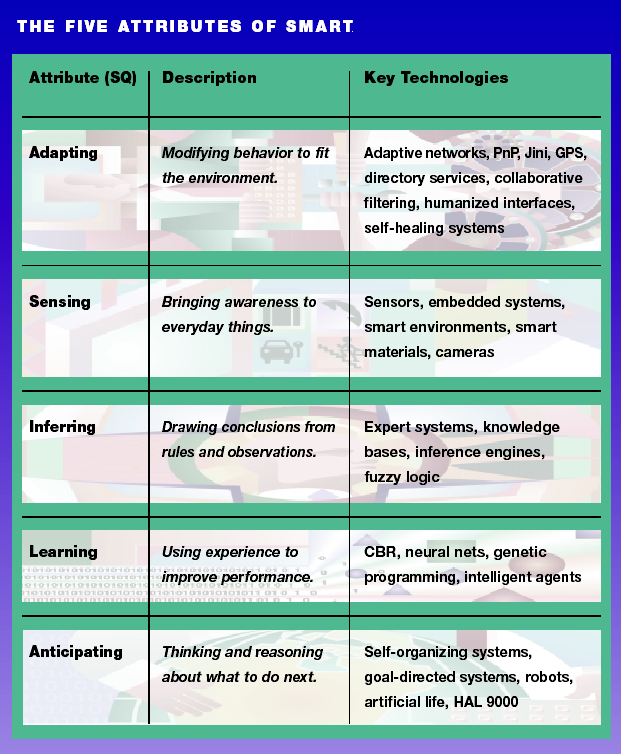 THE FIVE ATTRIBUTES OF SMART
Attribute (SQ) Description Key Technologies
Adapting
Modifying behavior to fit
the environment.
Adaptive networks, PnP, Jini, GPS,
directory services, collaborative
filtering, humanized interfaces,
self-healing systems
Sensing
Bringing awareness to
everyday things.
Sensors, embedded systems,
smart environments, smart
materials, cameras
Inferring
Drawing conclusions from
rules and observations.
Expert systems, knowledge
bases, inference engines,
fuzzy logic
Learning
Using experience to
improve performance.
CBR, neural nets, genetic
programming, intelligent agents
Anticipating
Thinking and reasoning
about what to do next.
Self-organizing systems,
goal-directed systems, robots,
artificial life, HAL 9000